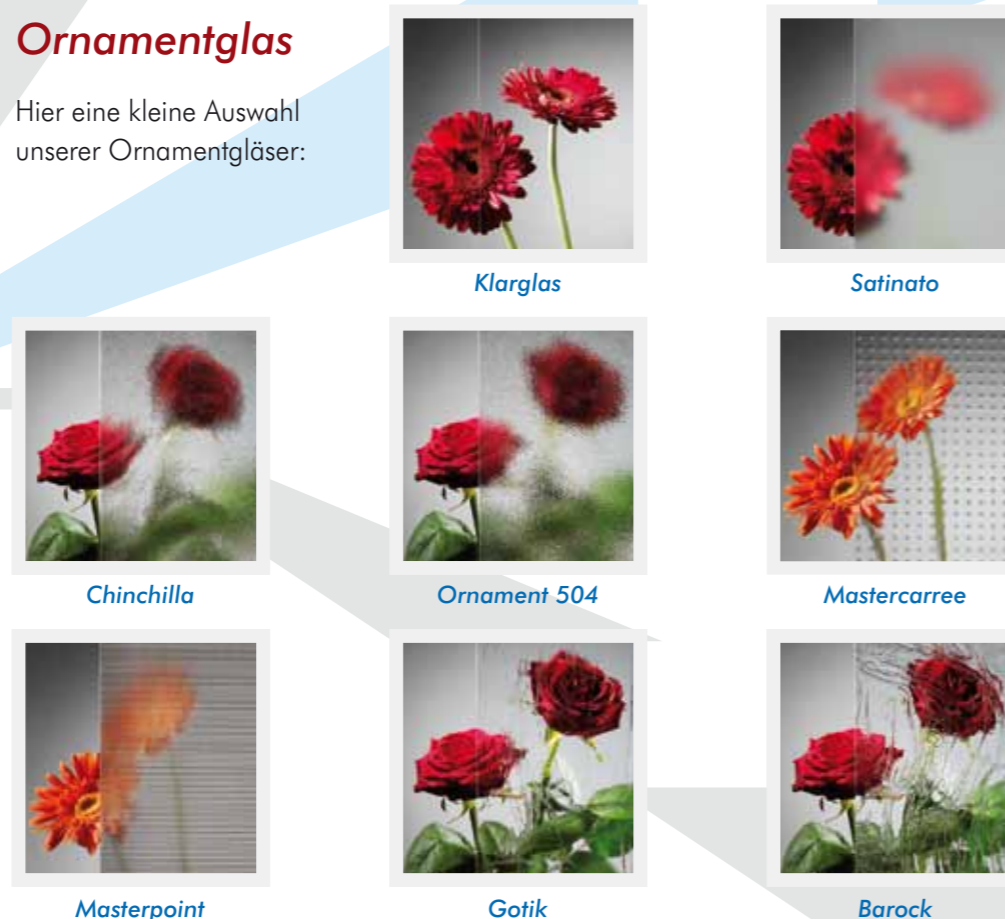 Ornamentglas
Hier eine kleine Auswahl
unserer Ornamentgläser:
Klarglas
Satinato
Chinchilla
Ornament 504
Mastercarree
Masterpoint
Gotik
Barock